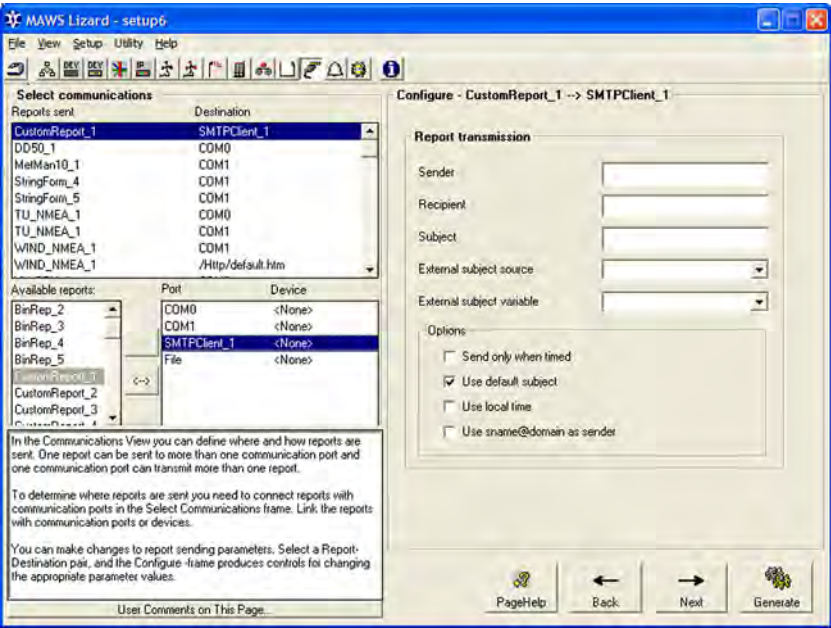 MAWS Lizard - setup6
File View Setup Utility Help
DEV DEV
Select communications
Reports sent Destination
CustomReport_1 SMTPClient_1
DD50_1 COM0
MetMan10_1 COM1
StringForm_4 COM1
StringForm_5 COM1
TU_NMEA_1 COM0
TU_NMEA_1 COM1
WIND_NMEA_1 COM1
WIND_NMEA_1 /Http/default.htm
Available reports: Port Device
BinRep_2
BinRep_3
BinRep_4
BinRep_5
CustomReport_1
CustomReport_2
CustomReport_3
CustomReport_4
<-->
COM0 <None>
COM1 <None>
SMTPClient_1 <None>
File <None>
In the Communications View you can define where and how reports are
sent. One report can be sent to more than one communication port and
one communication port can transmit more than one report.
To determine where reports are sent you need to connect reports with
communication ports in the Select Communications frame. Link the reports
with communication ports or devices.
You can make changes to report sending parameters. Select a Report-
Destination pair, and the Configure -frame produces controls for changing
the appropriate parameter values.
User Comments on This Page...
Configure - CustomReport_1 --> SMTPClient_1
Report transmission
Sender
Recipient
Subject
External subject source
External subject variable
Options
Send only when timed
Use default subject
Use local time
Use sname@domain as sender
PageHelp Back Next Generate